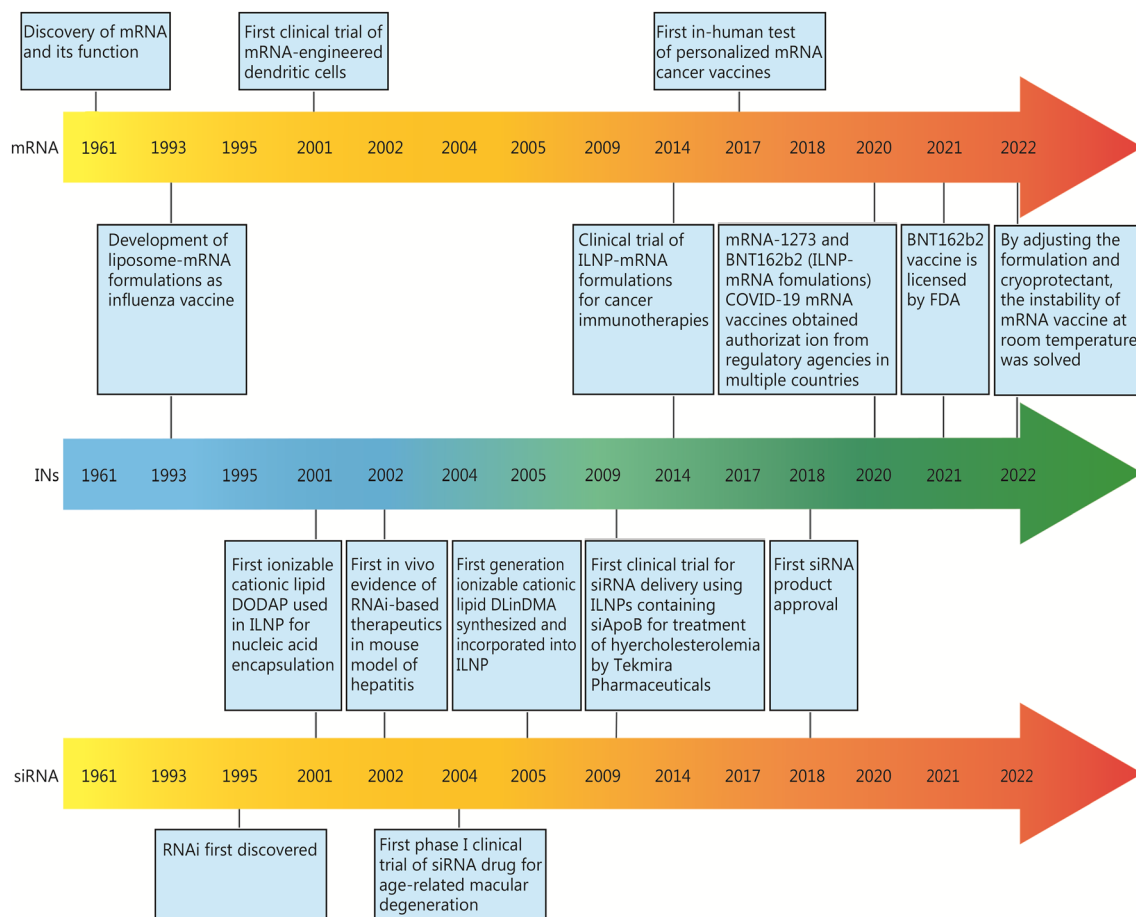 Discovery of mRNA
and its function
First clinical trial of
mRNA-engineered
dendritic cells
First in-human test
of personalized mRNA
cancer vaccines
mRNA 1961 1993 1995 2001 2002 2004 2005 2009 2014 2017 2018 2020 2021 2022
Development of
liposome-mRNA
formulations as
influenza vaccine
Clinical trial of
ILNP-mRNA
formulations
for cancer
immunotherapies
mRNA-1273 and
BNT162b2 (ILNP-
mRNA fomulations)
COVID-19 mRNA
vaccines obtained
authorizat ion from
regulatory agencies in
multiple countries
BNT162b2
vaccine is
licensed
by FDA
By adjusting the
formulation and
cryoprotectant,
the instability of
mRNA vaccine at
room temperature
was solved
INs 1961 1993 1995 2001 2002 2004 2005 2009 2014 2017 2018 2020 2021 2022
First ionizable
cationic lipid
DODAP used
in ILNP for
nucleic acid
encapsulation
First in vivo
evidence of
RNAi-based
therapeutics
in mouse
model of
hepatitis
First generation
ionizable cationic
lipid DLinDMA
synthesized and
incorporated into
ILNP
First clinical trial for
siRNA delivery using
ILNPs containing
siApoB for treatment
of hyercholesterolemia
by Tekmira
Pharmaceuticals
First siRNA
product
approval
siRNA 1961 1993 1995 2001 2002 2004 2005 2009 2014 2017 2018 2020 2021 2022
RNAi first discovered
First phase I clinical
trial of siRNA drug for
age-related macular
degeneration